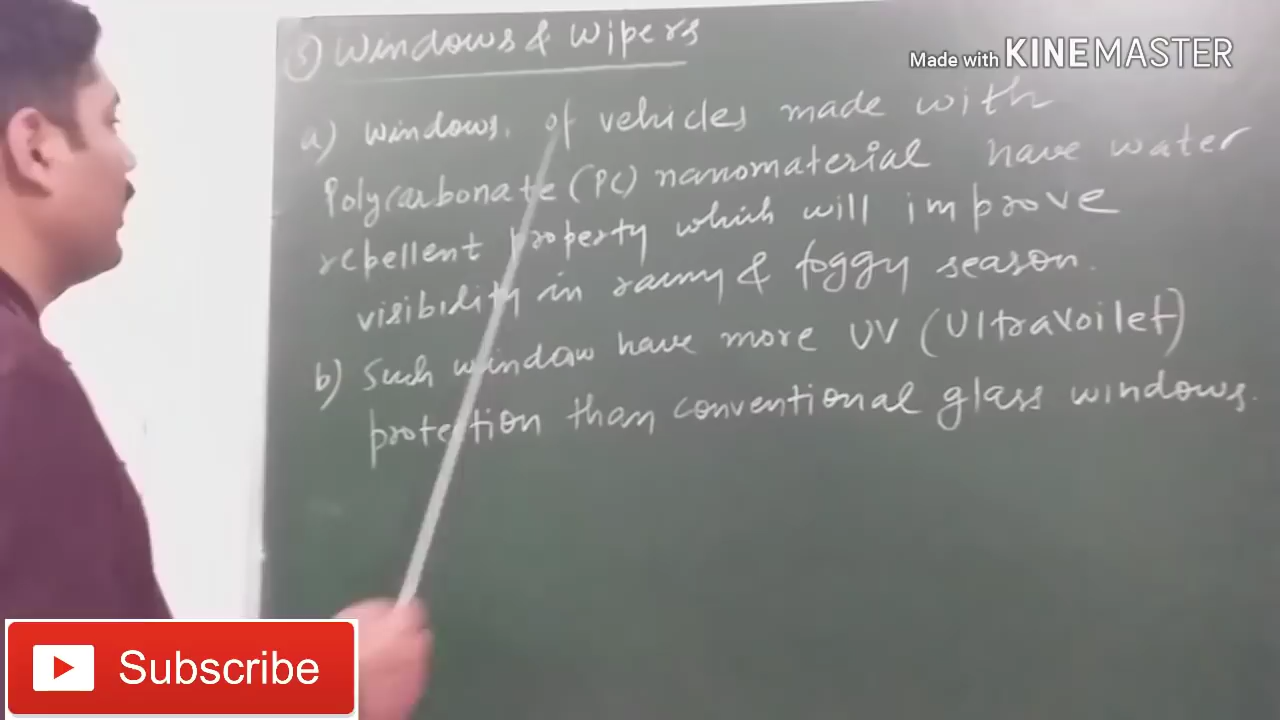 5) Windows & Wipers
Made with KINEMASTER
a) Windows. of vehicles made with
Polycarbonate (PC) nanomaterial have water
repellent property which will improve
visibility in rainy & foggy season.
b) Such window have more UV (Ultravoilet)
protection than conventional glass windows.
Subscribe